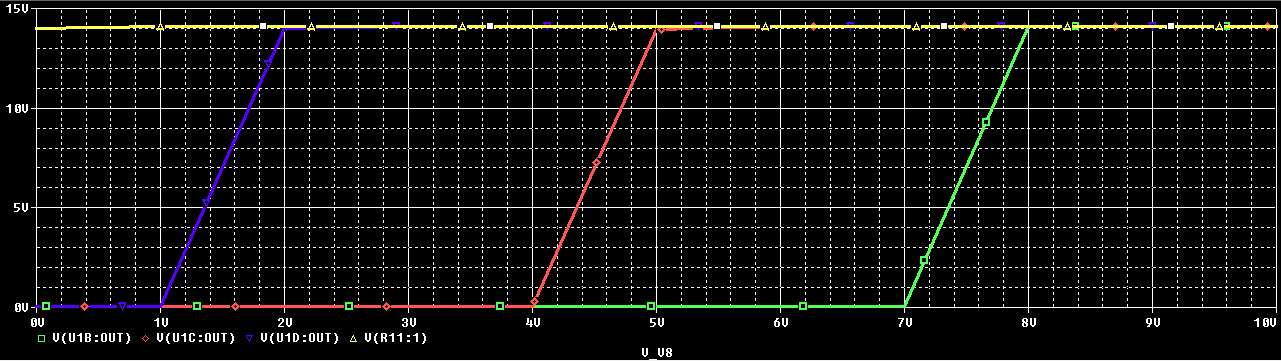 15V
10V
5V
0V
0V 1V 2V 3V 4V 5V 6V 7V 8V 9V 10V
V(U1B:OUT) V(U1C:OUT) V(U1D:OUT) V(R11:1)
V_V8